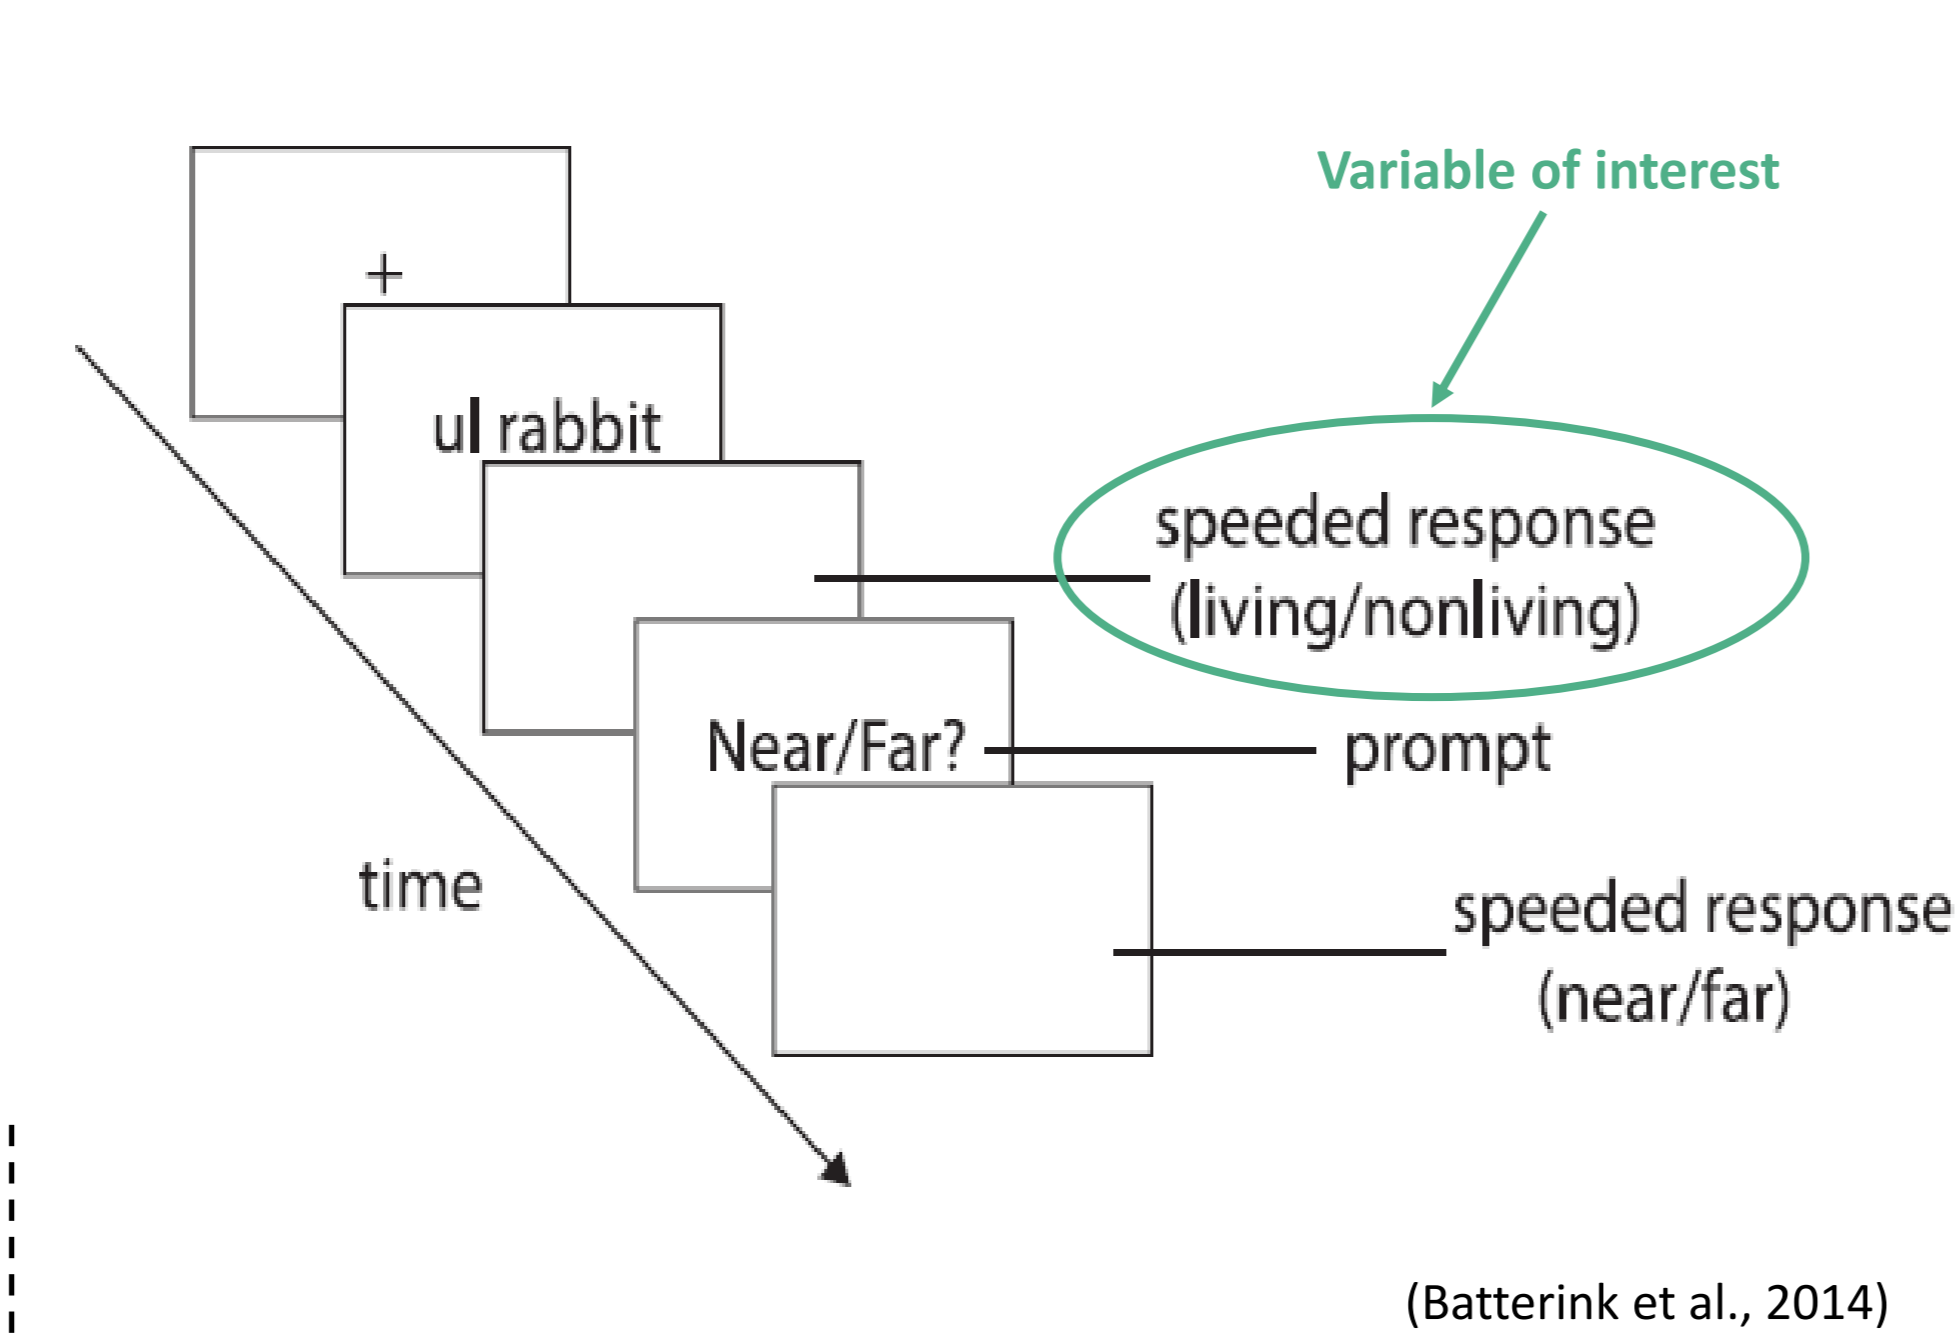 Variable of interest
+
ul rabbit
speeded response
(living/nonliving)
Near/Far?
prompt
time
speeded response
(near/far)
(Batterink et al., 2014)